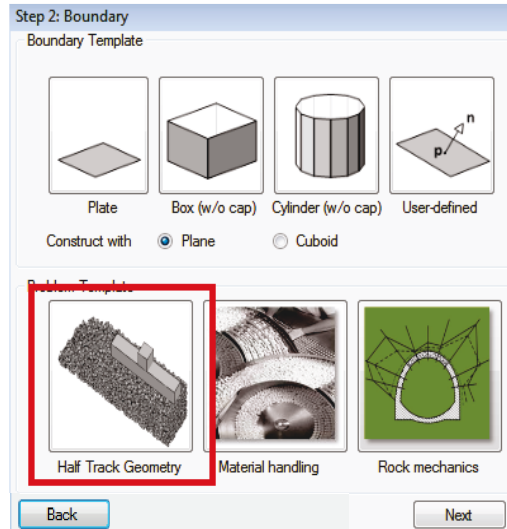 Step 2: Boundary
Boundary Template
n
p
Plate Box (w/o cap) Cylinder (w/o cap) User-defined
Construct with Plane Cuboid
Problem Template
Half Track Geometry Material handling Rock mechanics
Back Next